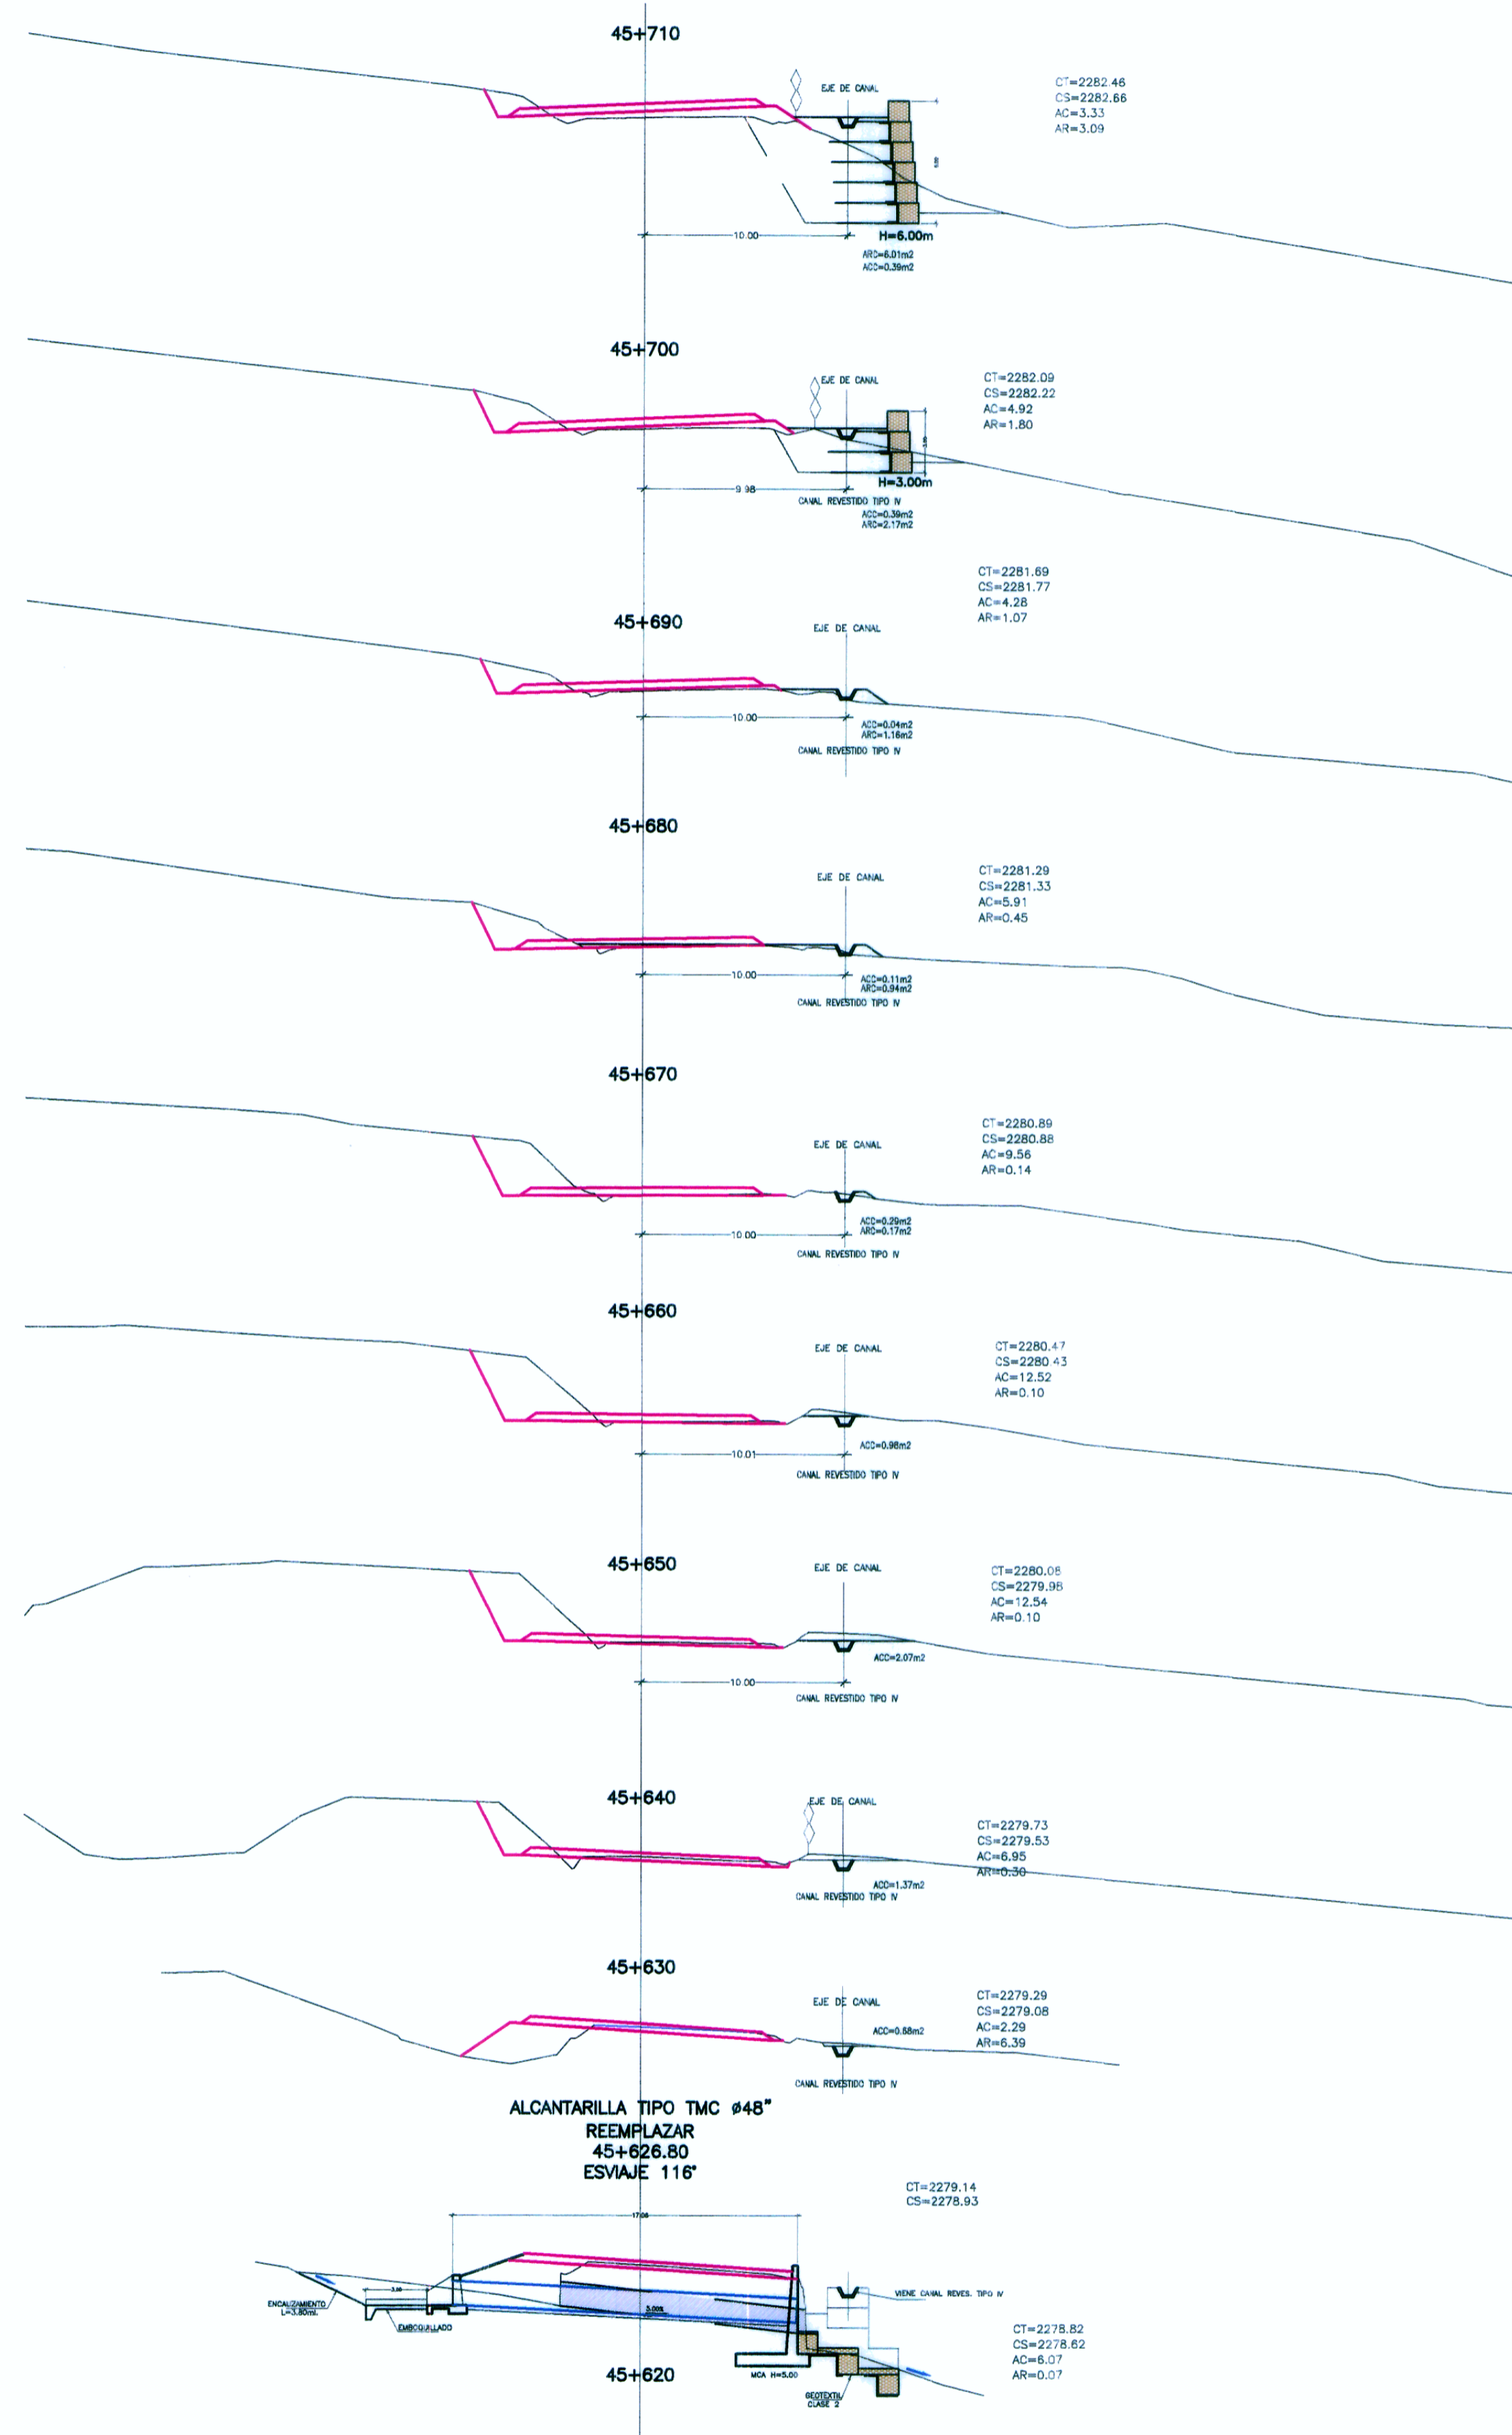 45+710
EJE DE CANAL
CT=2282.46
CS=2282.66
AC=3.33
AR=3.09
10.00
H=6.00m
ARC=6.01m2
ACC=0.39m2
45+700
EJE DE CANAL
CT=2282.09
CS=2282.22
AC=4.92
AR=1.80
9.98
H=3.00m
CANAL REVESTIDO TIPO IV
ACC=0.39m2
ARC=2.17m2
CT=2281.69
CS=2281.77
AC=4.28
AR=1.07
45+690
EJE DE CANAL
10.00
ACC=0.04m2
ARC=1.16m2
CANAL REVESTIDO TIPO IV
45+680
EJE DE CANAL
CT=2281.29
CS=2281.33
AC=5.91
AR=0.45
10.00
ACC=0.11m2
ARC=0.94m2
CANAL REVESTIDO TIPO IV
45+670
EJE DE CANAL
CT=2280.89
CS=2280.88
AC=9.56
AR=0.14
10.00
ACC=0.29m2
ARC=0.17m2
CANAL REVESTIDO TIPO IV
45+660
EJE DE CANAL
CT=2280.47
CS=2280.43
AC=12.52
AR=0.10
10.01
ACC=0.98m2
CANAL REVESTIDO TIPO IV
45+650
EJE DE CANAL
CT=2280.08
CS=2279.98
AC=12.54
AR=0.10
10.00
ACC=2.07m2
CANAL REVESTIDO TIPO IV
45+640
EJE DE CANAL
CT=2279.73
CS=2279.53
AC=6.95
AR=0.30
ACC=1.37m2
CANAL REVESTIDO TIPO IV
45+630
EJE DE CANAL
CT=2279.29
CS=2279.08
AC=2.29
AR=6.39
ACC=0.68m2
CANAL REVESTIDO TIPO IV
ALCANTARILLA TIPO TMC ø48"
REEMPLAZAR
45+626.80
ESVIAJE 116°
CT=2279.14
CS=2278.93
17.06
VIENE CANAL REVES. TIPO IV
ENCALIZAMIENTO
L=3.80ml.
EMBOQUILLADO
5.00%
MCA H=5.00
GEOTEXTIL
CLASE 2
CT=2278.82
CS=2278.62
AC=6.07
AR=0.07
45+620